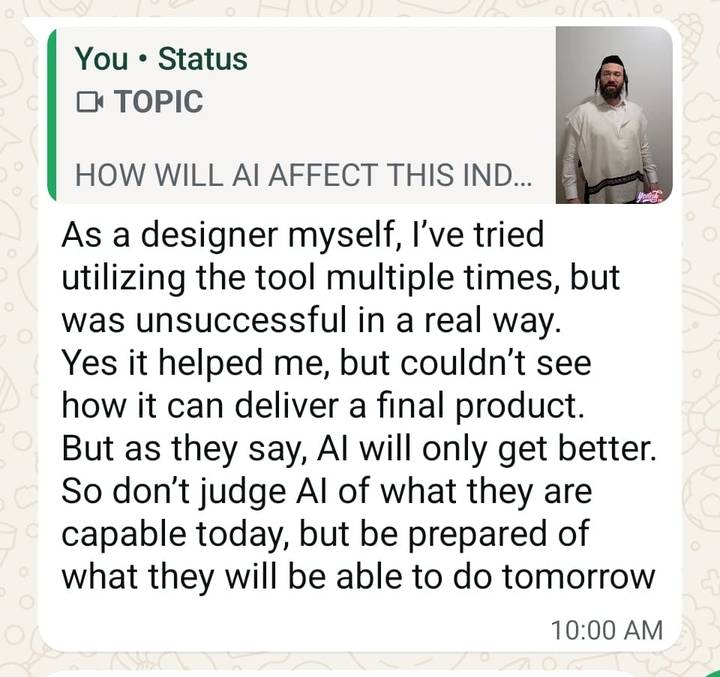 You • Status
TOPIC
HOW WILL AI AFFECT THIS IND...
As a designer myself, I’ve tried
utilizing the tool multiple times, but
was unsuccessful in a real way.
Yes it helped me, but couldn’t see
how it can deliver a final product.
But as they say, AI will only get better.
So don’t judge AI of what they are
capable today, but be prepared of
what they will be able to do tomorrow
10:00 AM